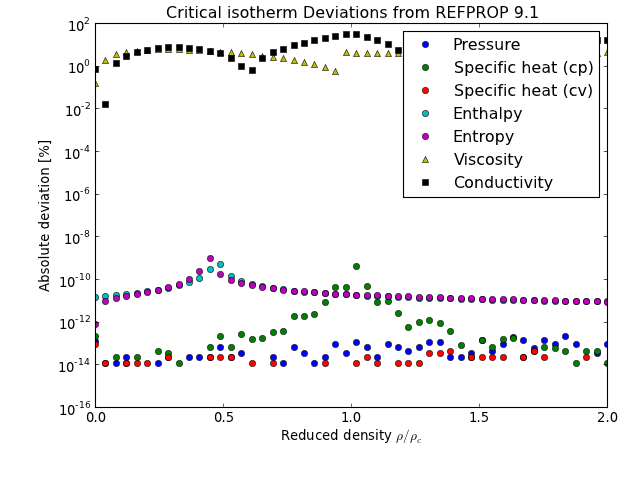 Critical isotherm Deviations from REFPROP 9.1
Absolute deviation [%]
10^2
10^0
10^-2
10^-4
10^-6
10^-8
10^-10
10^-12
10^-14
10^-16
Pressure
Specific heat (cp)
Specific heat (cv)
Enthalpy
Entropy
Viscosity
Conductivity
0.0 0.5 1.0 1.5 2.0
Reduced density ρ/ρ_c